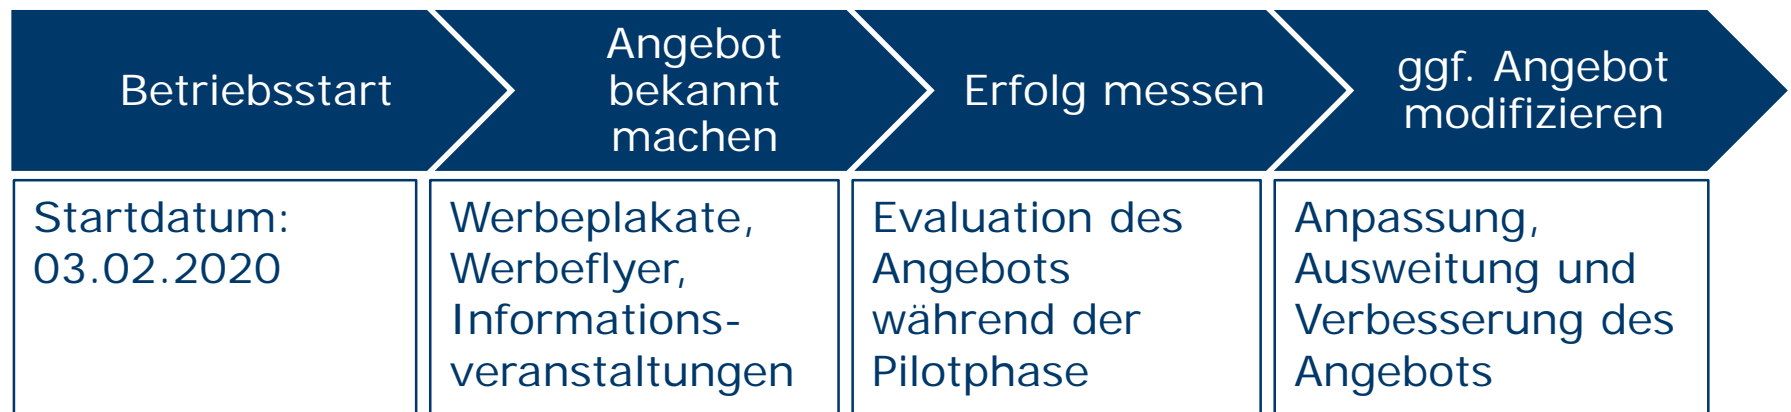 Betriebsstart
Angebot
bekannt
machen
Erfolg messen
ggf. Angebot
modifizieren
Startdatum:
03.02.2020
Werbeplakate,
Werbeflyer,
Informations-
veranstaltungen
Evaluation des
Angebots
während der
Pilotphase
Anpassung,
Ausweitung und
Verbesserung des
Angebots